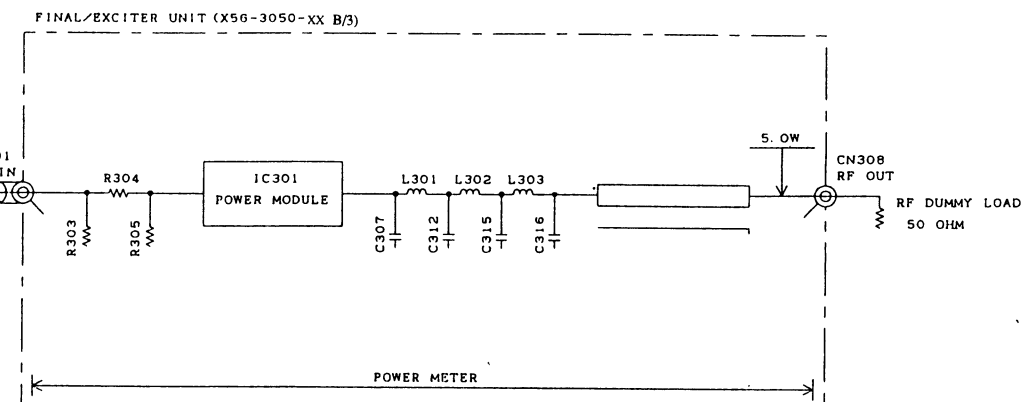 FINAL/EXCITER UNIT (X56-3050-XX B/3)
5.0W
CN308
RF OUT
IN
R304
IC301
POWER MODULE
L301
L302
L303
RF DUMMY LOAD
50 OHM
R303
R305
C307
C312
C315
C316
POWER METER